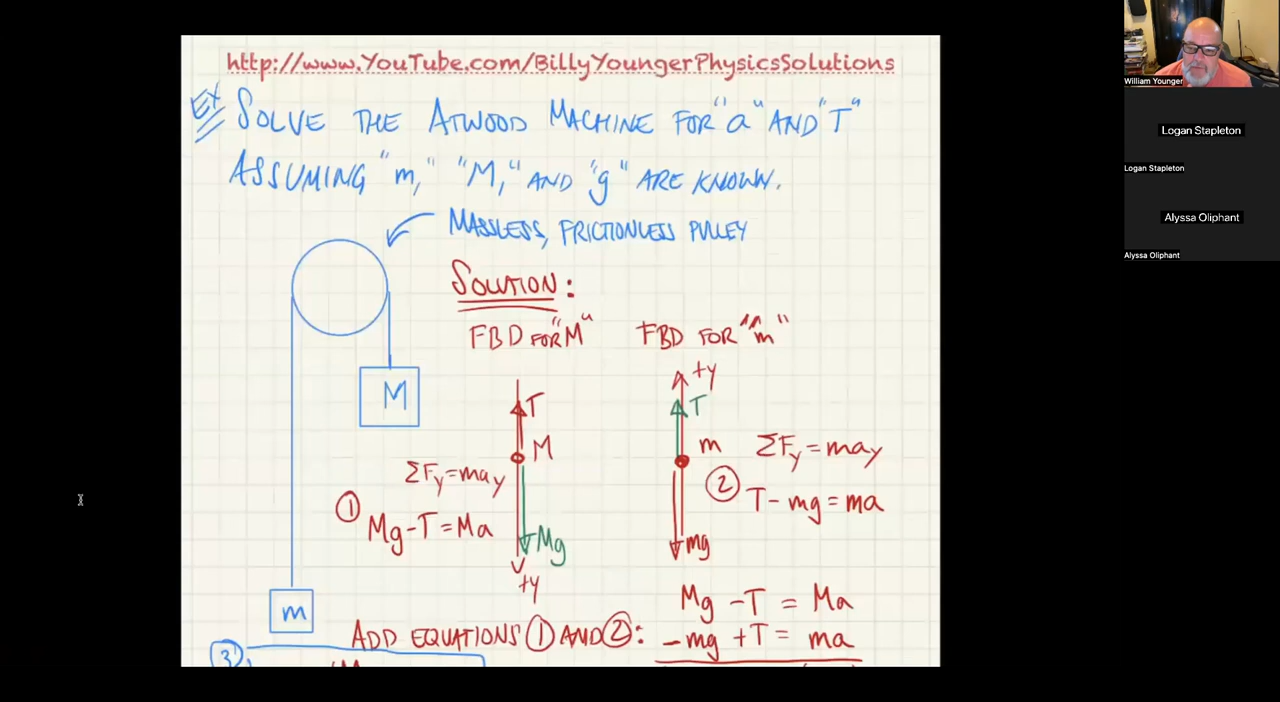 http://www.YouTube.com/BillyYoungerPhysicsSolutions
EX SOLVE THE ATWOOD MACHINE FOR "a" AND "T"
ASSUMING "m," "M," AND "g" ARE KNOWN.
MASSLESS, FRICTIONLESS PULLEY
SOLUTION:
FBD FOR "M"
FBD FOR "m"
M
m
T
M
ΣFy=may
① Mg-T=Ma
Mg
+y
+y
T
m
ΣFy=may
② T-mg=ma
mg
ADD EQUATIONS ① AND ②:
Mg -T = Ma
-mg +T = ma
③
William Younger
Logan Stapleton
Logan Stapleton
Alyssa Oliphant
Alyssa Oliphant